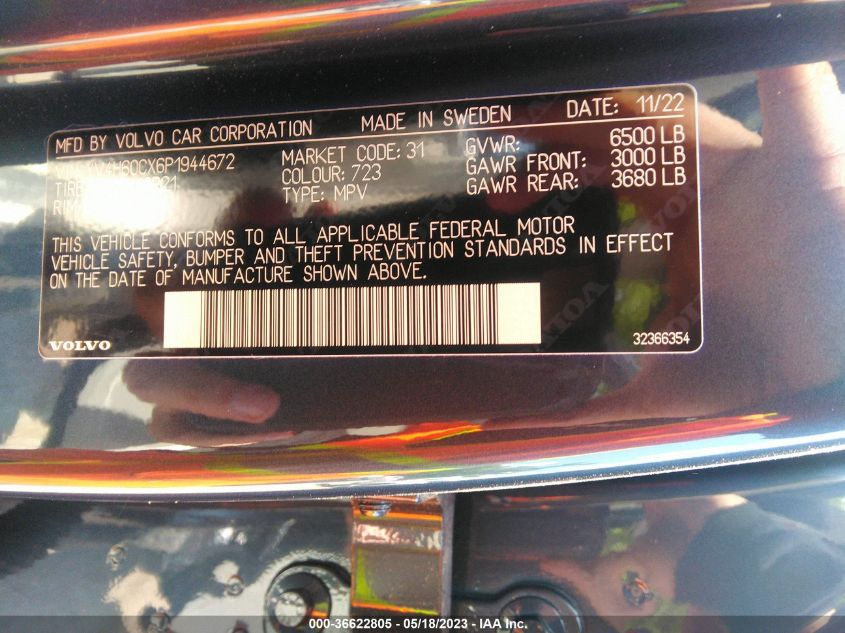 MFD BY VOLVO CAR CORPORATION MADE IN SWEDEN DATE: 11/22
MARKET CODE: 31 GVWR: 6500 LB
COLOUR: 723 GAWR FRONT: 3000 LB
TYPE: MPV GAWR REAR: 3680 LB
THIS VEHICLE CONFORMS TO ALL APPLICABLE FEDERAL MOTOR
VEHICLE SAFETY, BUMPER AND THEFT PREVENTION STANDARDS IN EFFECT
ON THE DATE OF MANUFACTURE SHOWN ABOVE.
VOLVO 32366354
000-36622805 - 05/18/2023 - IAA Inc.